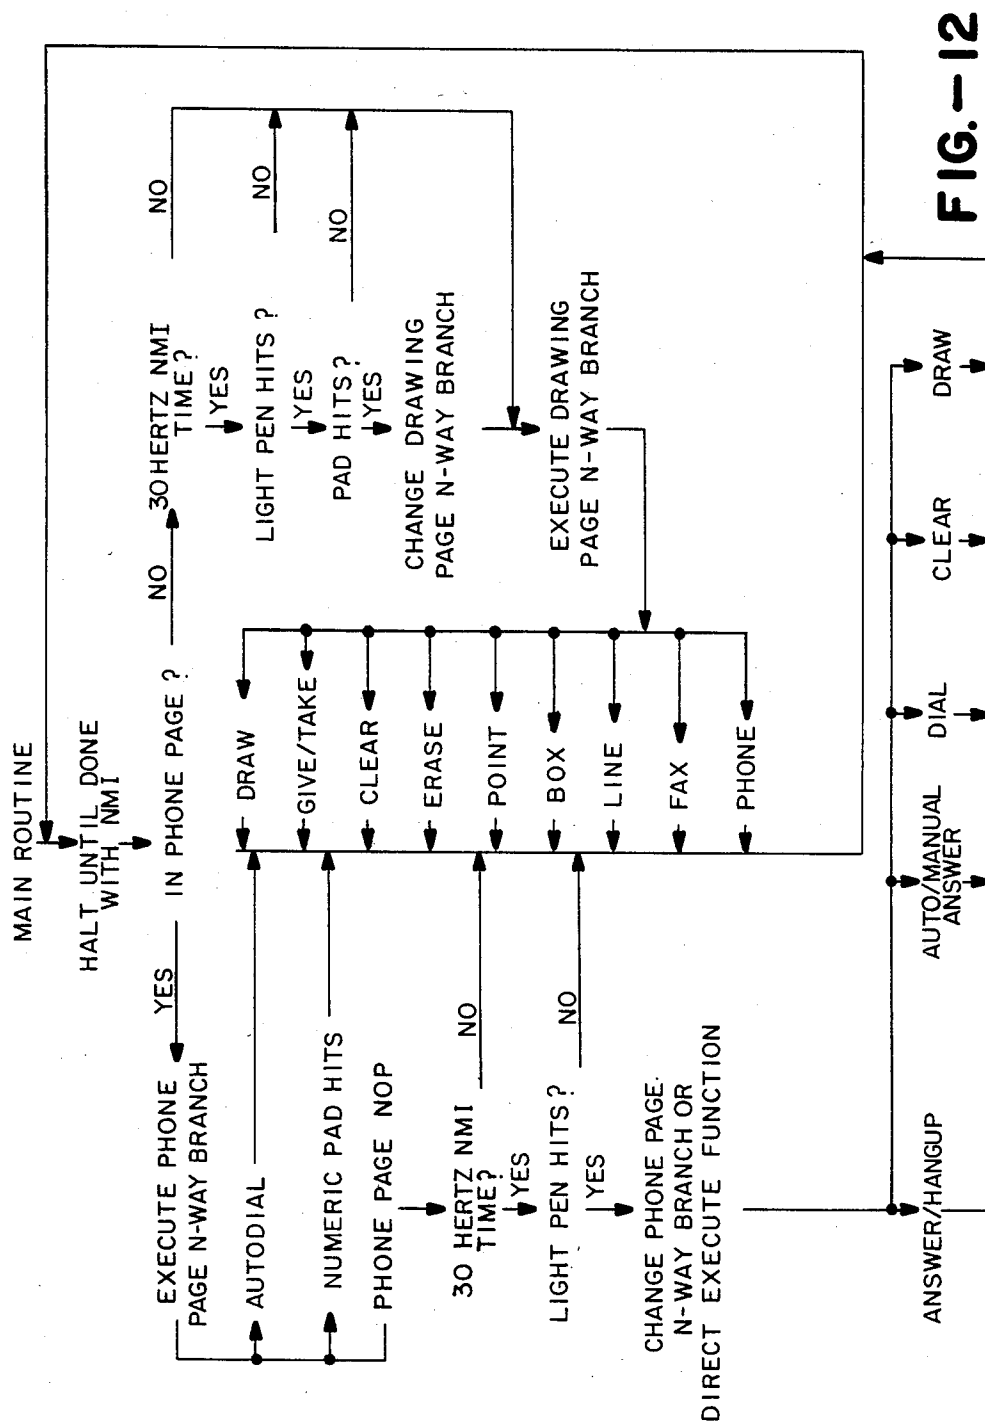 MAIN ROUTINE
HALT UNTIL DONE
WITH NMI
IN PHONE PAGE?
YES
NO
EXECUTE PHONE
PAGE N-WAY BRANCH
AUTODIAL
NUMERIC PAD HITS
PHONE PAGE NOP
30 HERTZ NMI
TIME?
NO
YES
LIGHT PEN HITS?
NO
YES
CHANGE PHONE PAGE
N-WAY BRANCH OR
DIRECT EXECUTE FUNCTION
30 HERTZ NMI
TIME?
NO
YES
LIGHT PEN HITS?
NO
YES
PAD HITS?
NO
YES
CHANGE DRAWING
PAGE N-WAY BRANCH
EXECUTE DRAWING
PAGE N-WAY BRANCH
DRAW
GIVE/TAKE
CLEAR
ERASE
POINT
BOX
LINE
FAX
PHONE
ANSWER/HANGUP
AUTO/MANUAL
ANSWER
DIAL
CLEAR
DRAW
FIG.-12